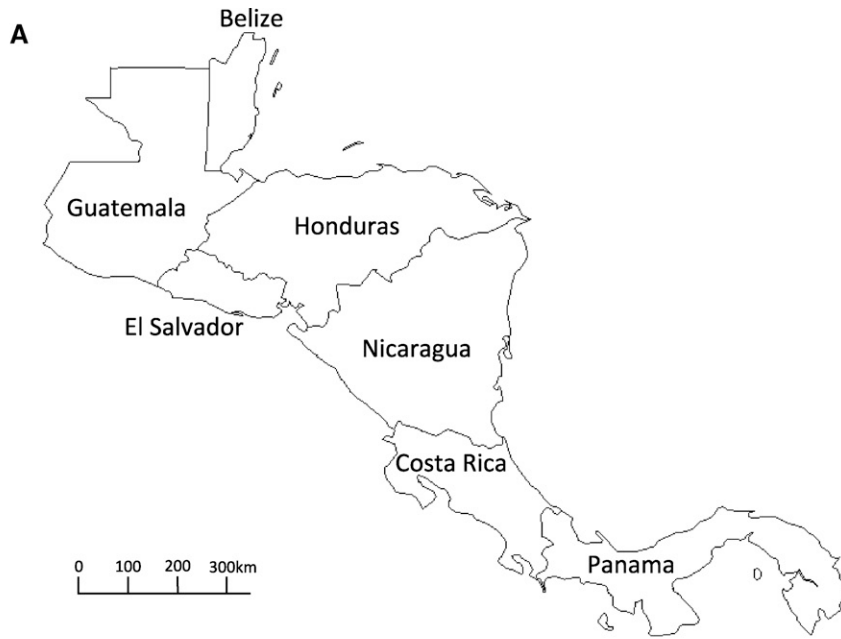 A
Belize
Guatemala
Honduras
El Salvador
Nicaragua
Costa Rica
Panama
0 100 200 300km